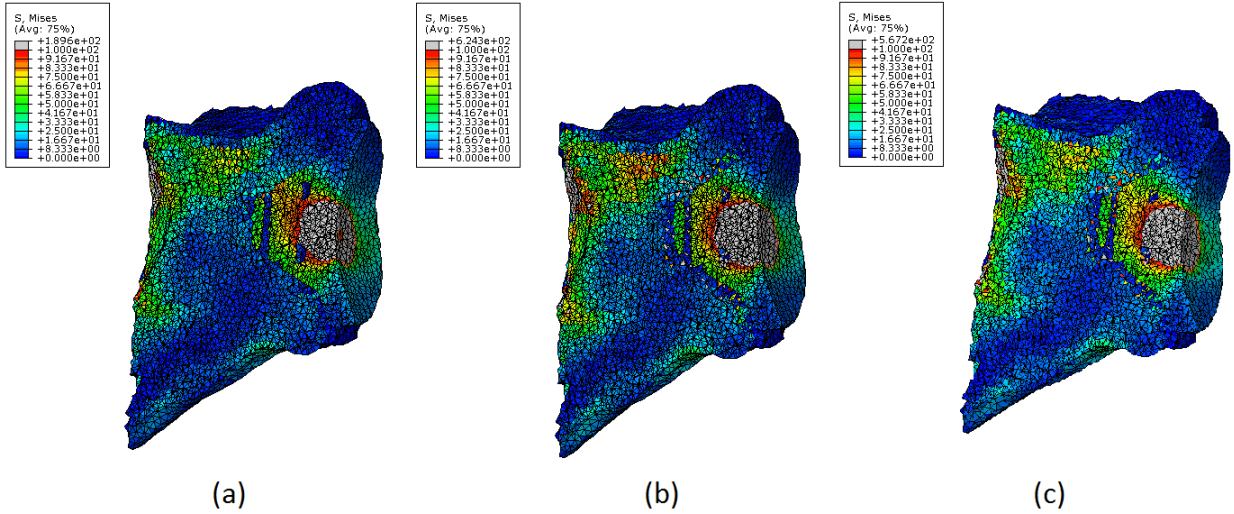 S, Mises
(Avg: 75%)
+1.896e+02
+1.000e+02
+9.167e+01
+8.333e+01
+7.500e+01
+6.667e+01
+5.833e+01
+5.000e+01
+4.167e+01
+3.333e+01
+2.500e+01
+1.667e+01
+8.333e+00
+0.000e+00
S, Mises
(Avg: 75%)
+6.243e+02
+1.000e+02
+9.167e+01
+8.333e+01
+7.500e+01
+6.667e+01
+5.833e+01
+5.000e+01
+4.167e+01
+3.333e+01
+2.500e+01
+1.667e+01
+8.333e+00
+0.000e+00
S, Mises
(Avg: 75%)
+5.672e+02
+1.000e+02
+9.167e+01
+8.333e+01
+7.500e+01
+6.667e+01
+5.833e+01
+5.000e+01
+4.167e+01
+3.333e+01
+2.500e+01
+1.667e+01
+8.333e+00
+0.000e+00
(a)
(b)
(c)